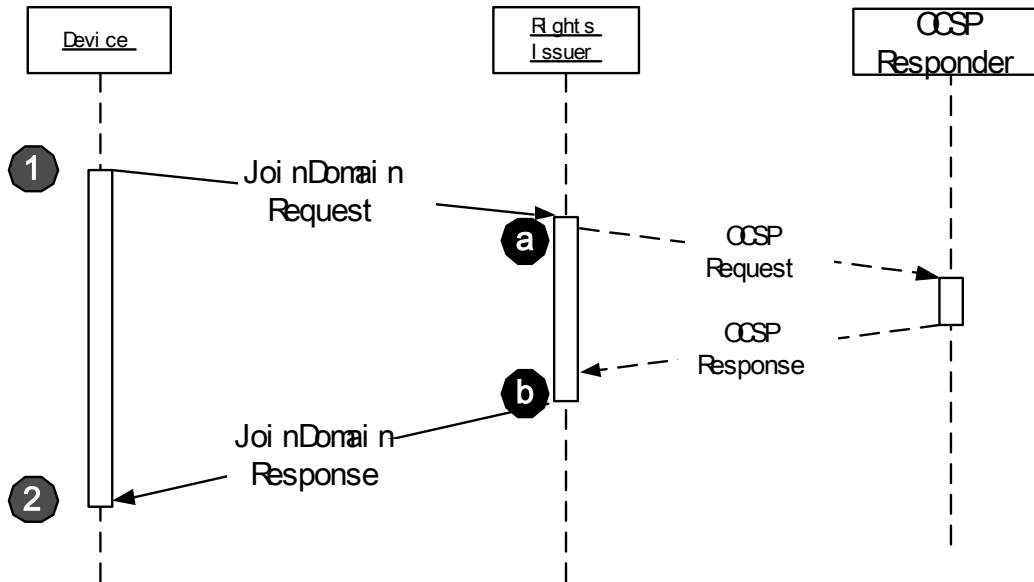 Device
Rights
Issuer
OCSP
Responder
1
JoinDomain
Request
a
OCSP
Request
OCSP
Response
b
JoinDomain
Response
2